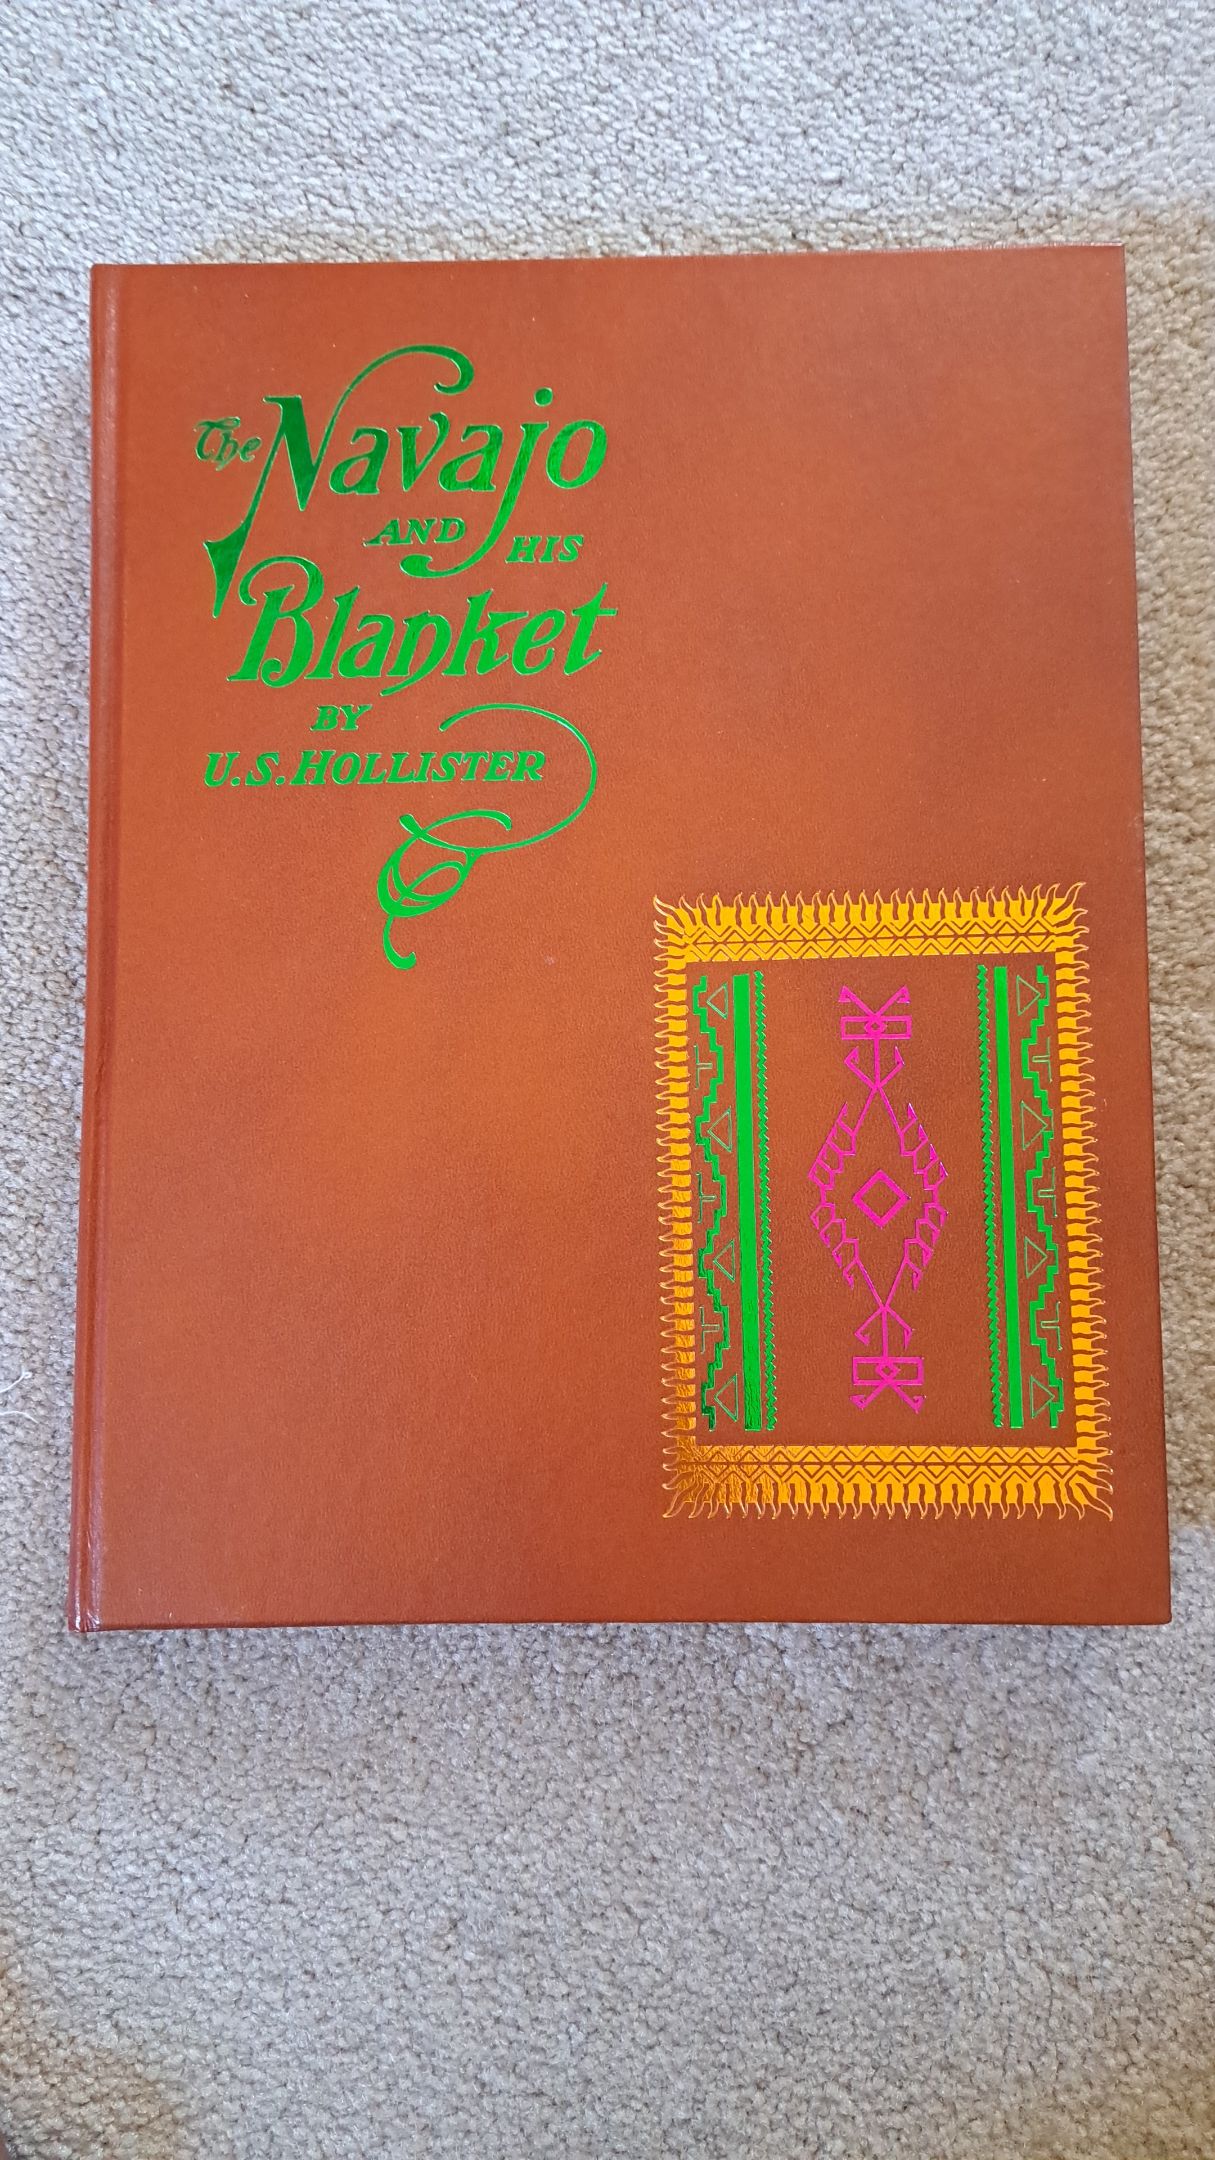 The Navajo
AND HIS
Blanket
BY
U.S. HOLLISTER